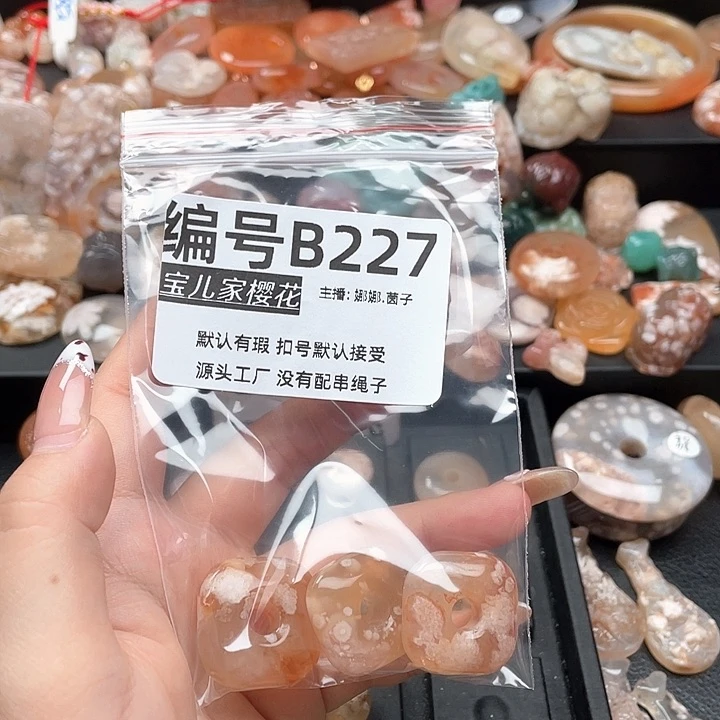 编号B227
宝儿家樱花 主播:娜娜.茵子
默认有瑕 扣号默认接受
源头工厂 没有配串绳子